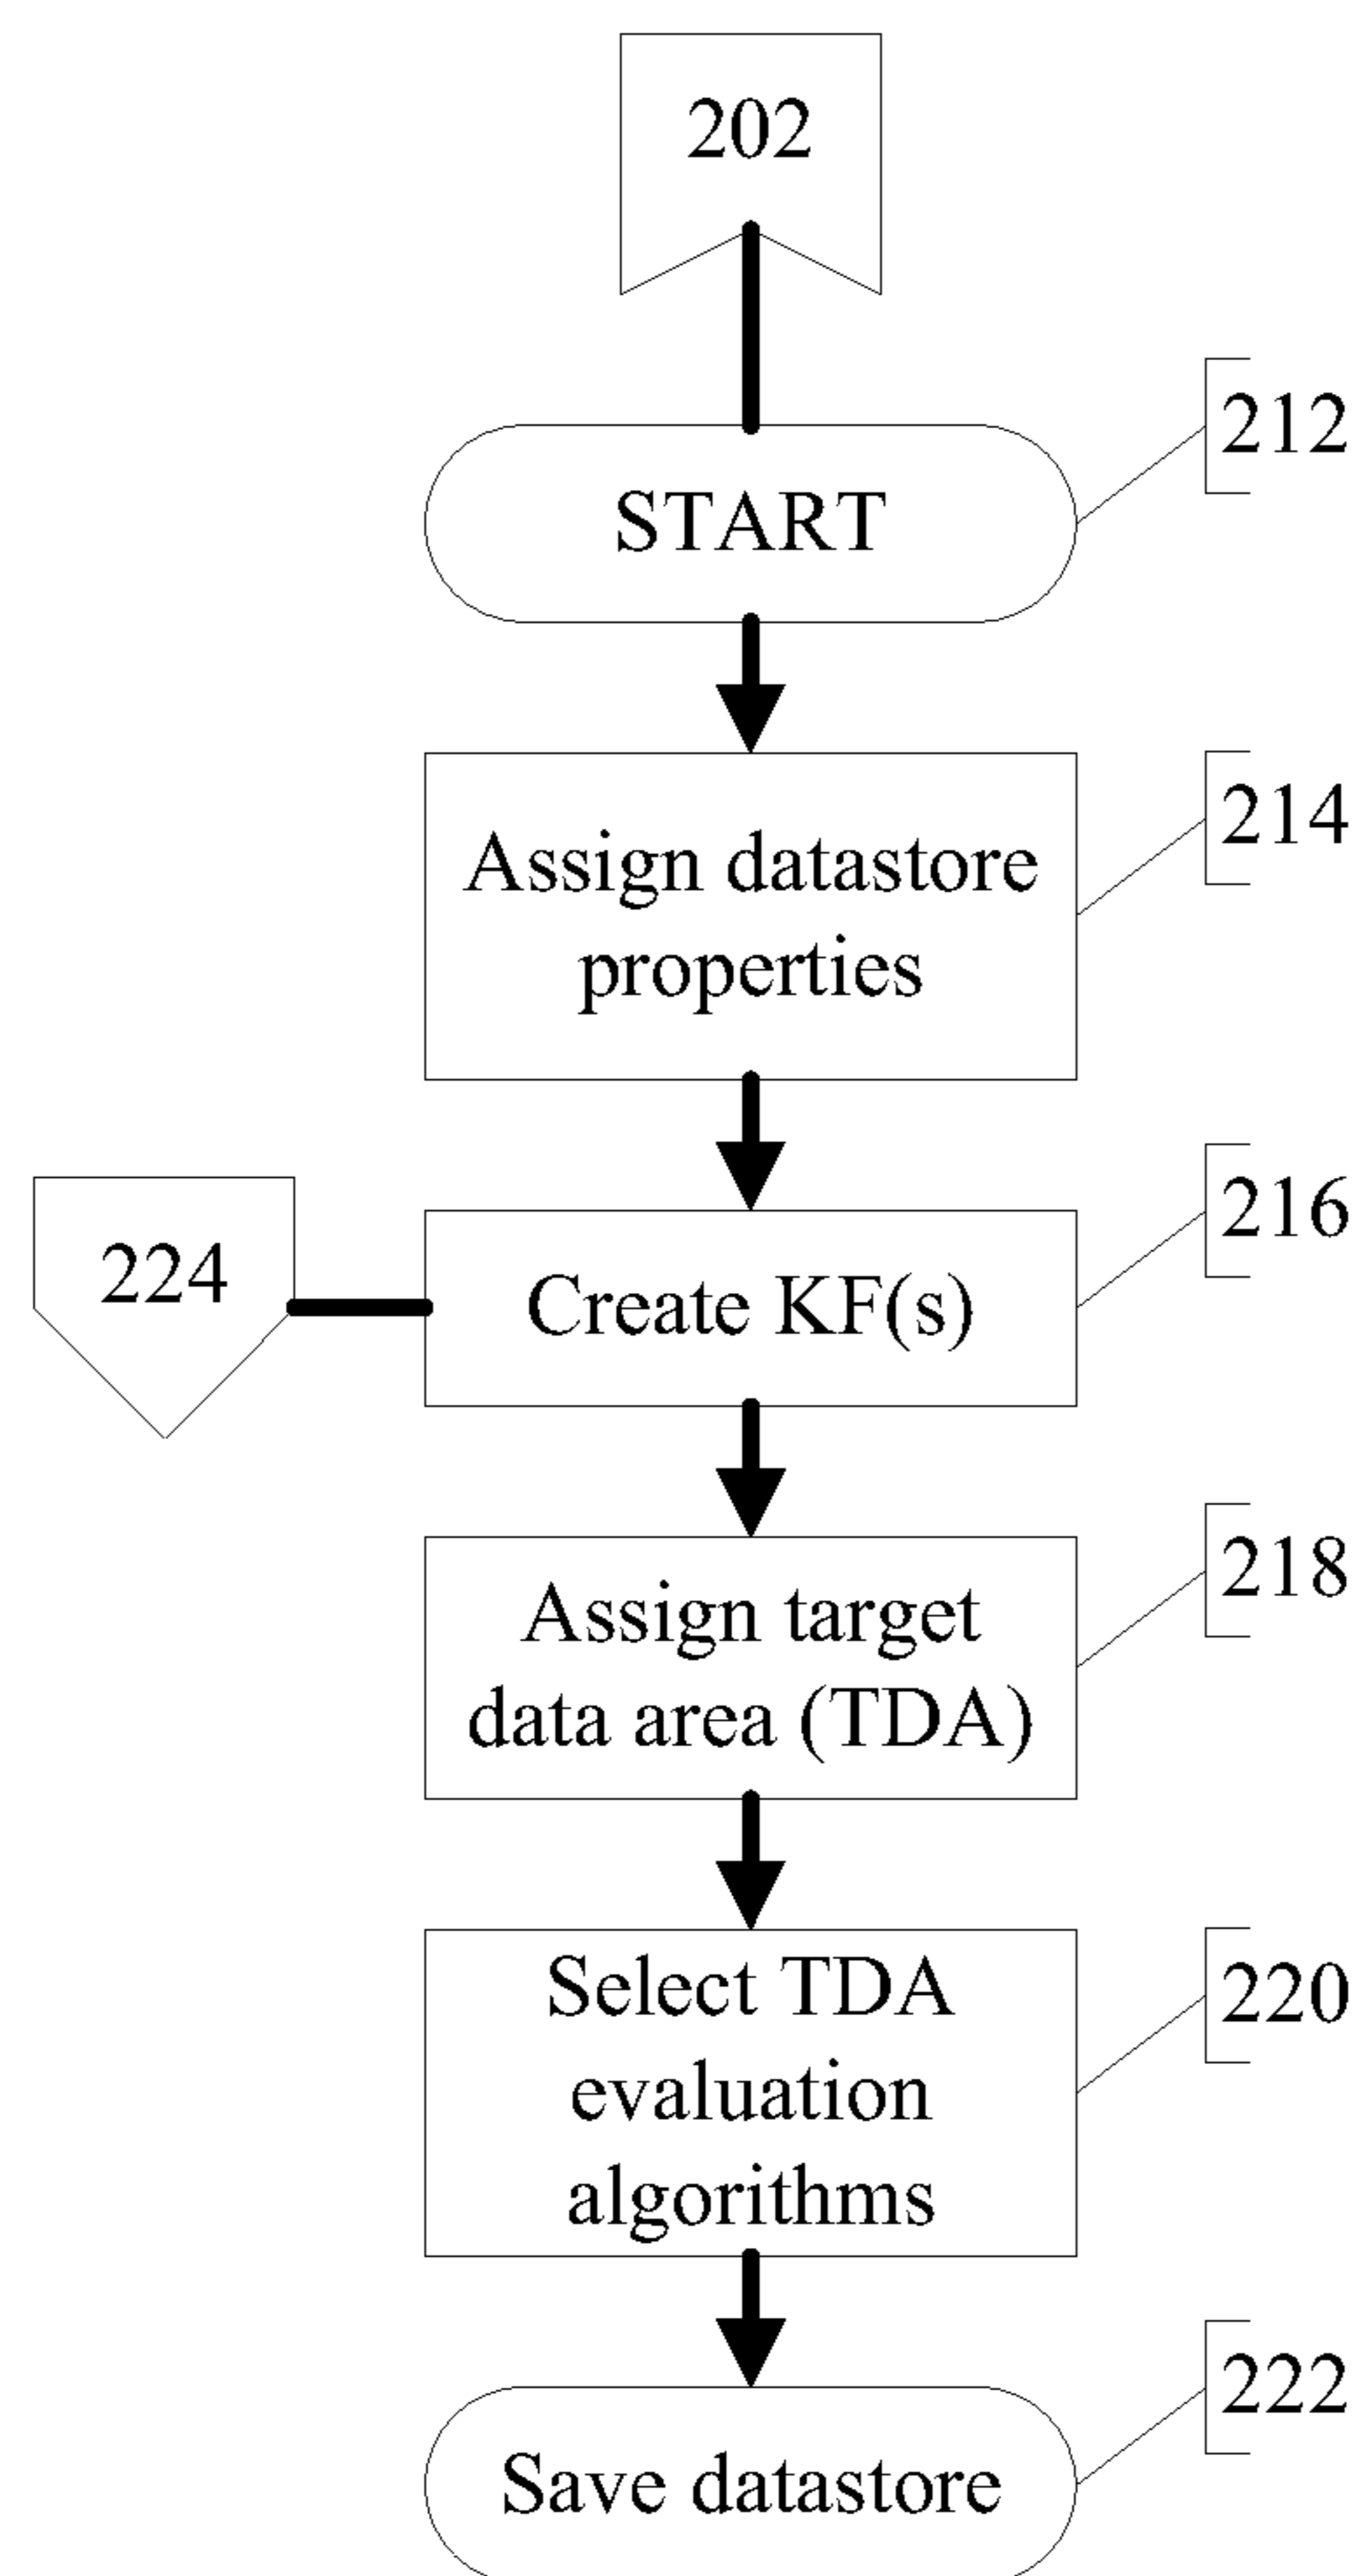 202
212
START
214
Assign datastore
properties
216
224
Create KF(s)
218
Assign target
data area (TDA)
220
Select TDA
evaluation
algorithms
222
Save datastore